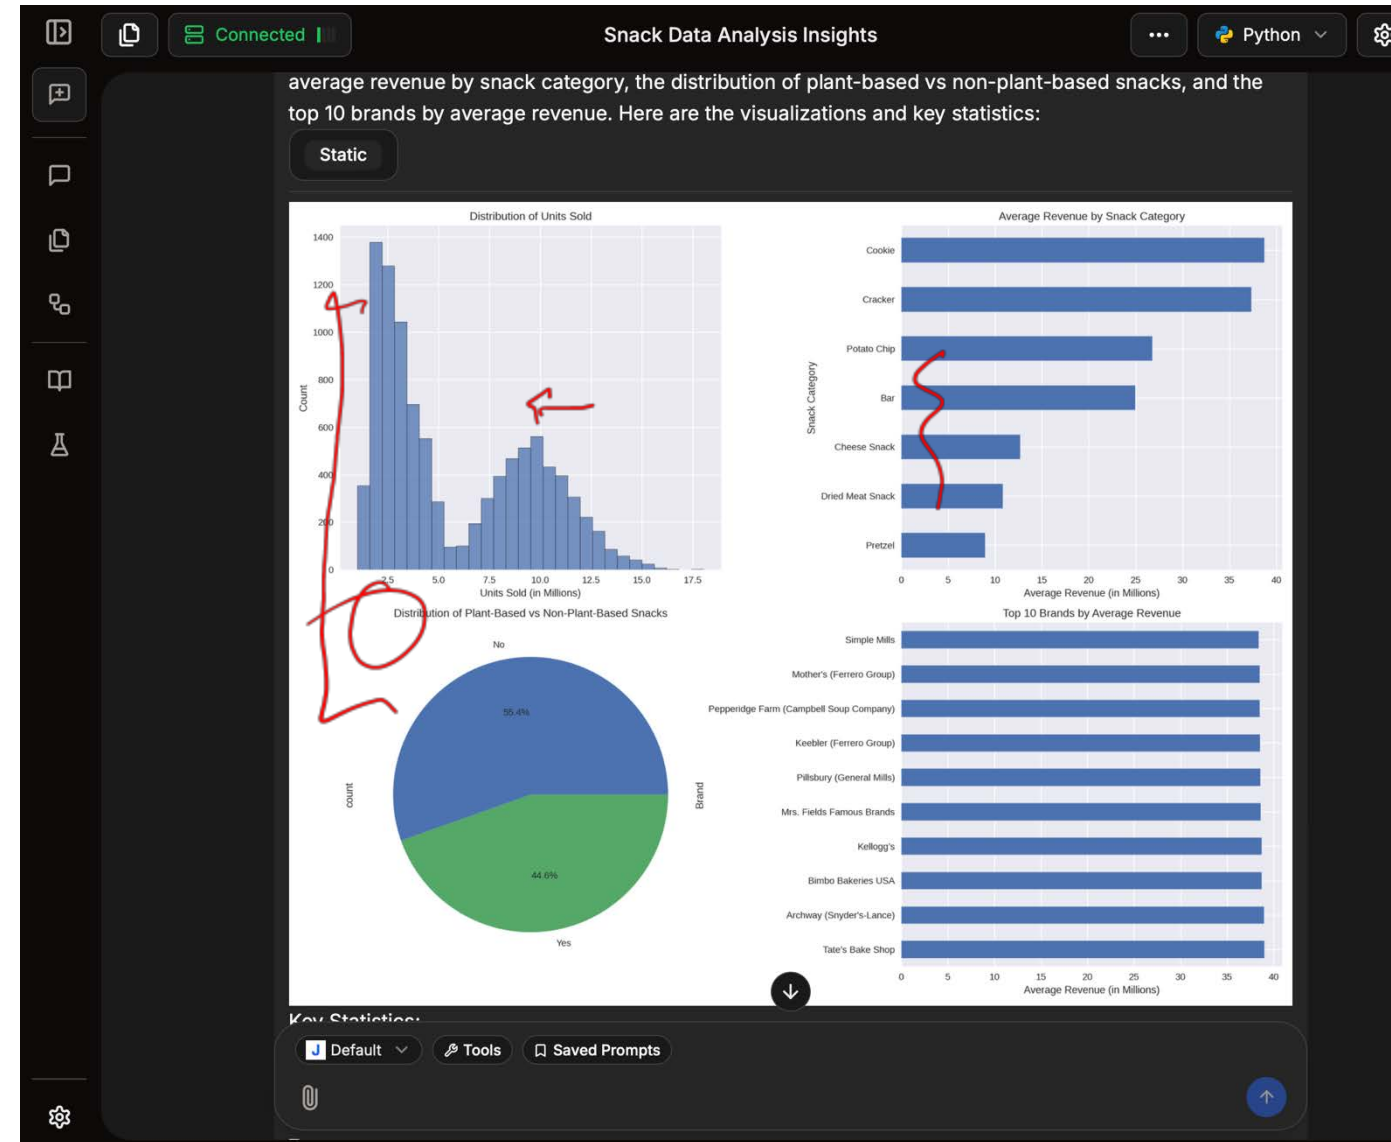 Connected
Snack Data Analysis Insights
Python
average revenue by snack category, the distribution of plant-based vs non-plant-based snacks, and the
top 10 brands by average revenue. Here are the visualizations and key statistics:
Static
Distribution of Units Sold
1400
1200
1000
800
600
400
200
0
Count
2.5 5.0 7.5 10.0 12.5 15.0 17.5
Units Sold (in Millions)
Average Revenue by Snack Category
Snack Category
Cookie
Cracker
Potato Chip
Bar
Cheese Snack
Dried Meat Snack
Pretzel
0 5 10 15 20 25 30 35 40
Average Revenue (in Millions)
Distribution of Plant-Based vs Non-Plant-Based Snacks
No
55.4%
count
44.6%
Yes
Top 10 Brands by Average Revenue
Brand
Simple Mills
Mother's (Ferrero Group)
Pepperidge Farm (Campbell Soup Company)
Keebler (Ferrero Group)
Pillsbury (General Mills)
Mrs. Fields Famous Brands
Kellogg's
Bimbo Bakeries USA
Archway (Snyder's-Lance)
Tate's Bake Shop
0 5 10 15 20 25 30 35 40
Average Revenue (in Millions)
Key Statistics:
J Default
Tools
Saved Prompts